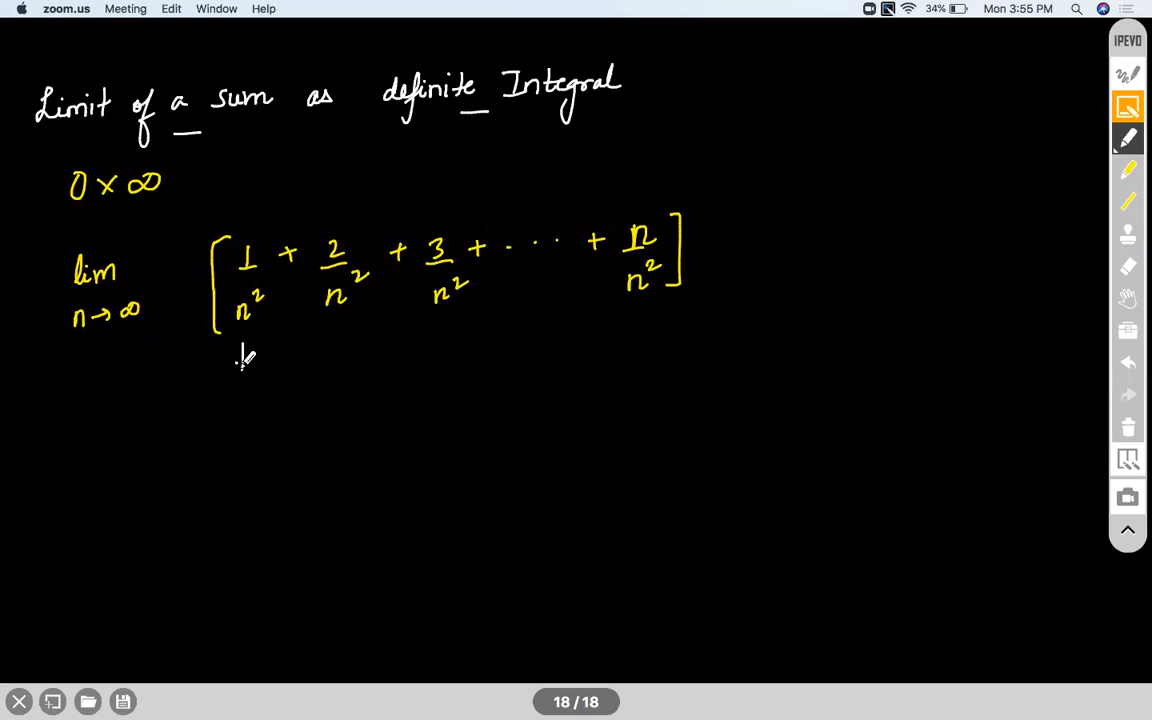 zoom.us Meeting Edit Window Help 34% Mon 3:55 PM
IPEVO
Limit of a sum as definite Integral
0 × ∞
lim n→∞ [ 1/n² + 2/n² + 3/n² + · · · · + n/n² ]
18 / 18